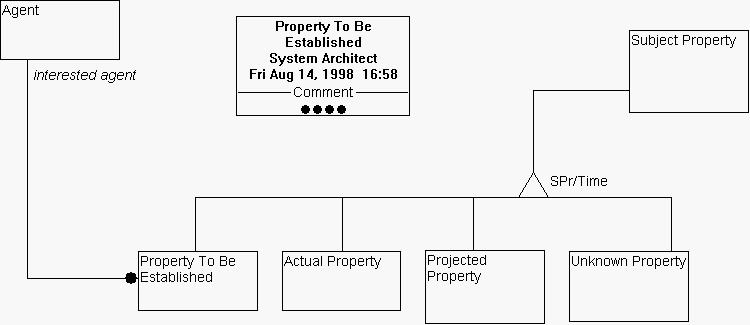 Agent
interested agent
Property To Be
Established
System Architect
Fri Aug 14, 1998  16:58
Comment
Subject Property
SPr/Time
Property To Be
Established
Actual Property
Projected
Property
Unknown Property